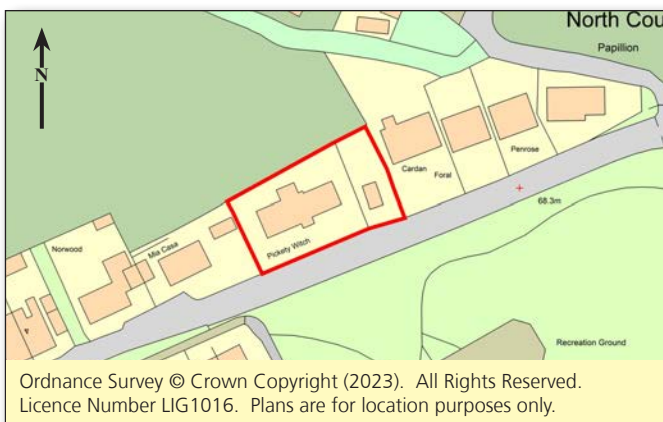 North Cou
Papillion
N
Penrose
Cardan
Foral
68.3m
Norwood
Mia Casa
Pickety Witch
Recreation Ground
Ordnance Survey © Crown Copyright (2023). All Rights Reserved.
Licence Number LIG1016. Plans are for location purposes only.